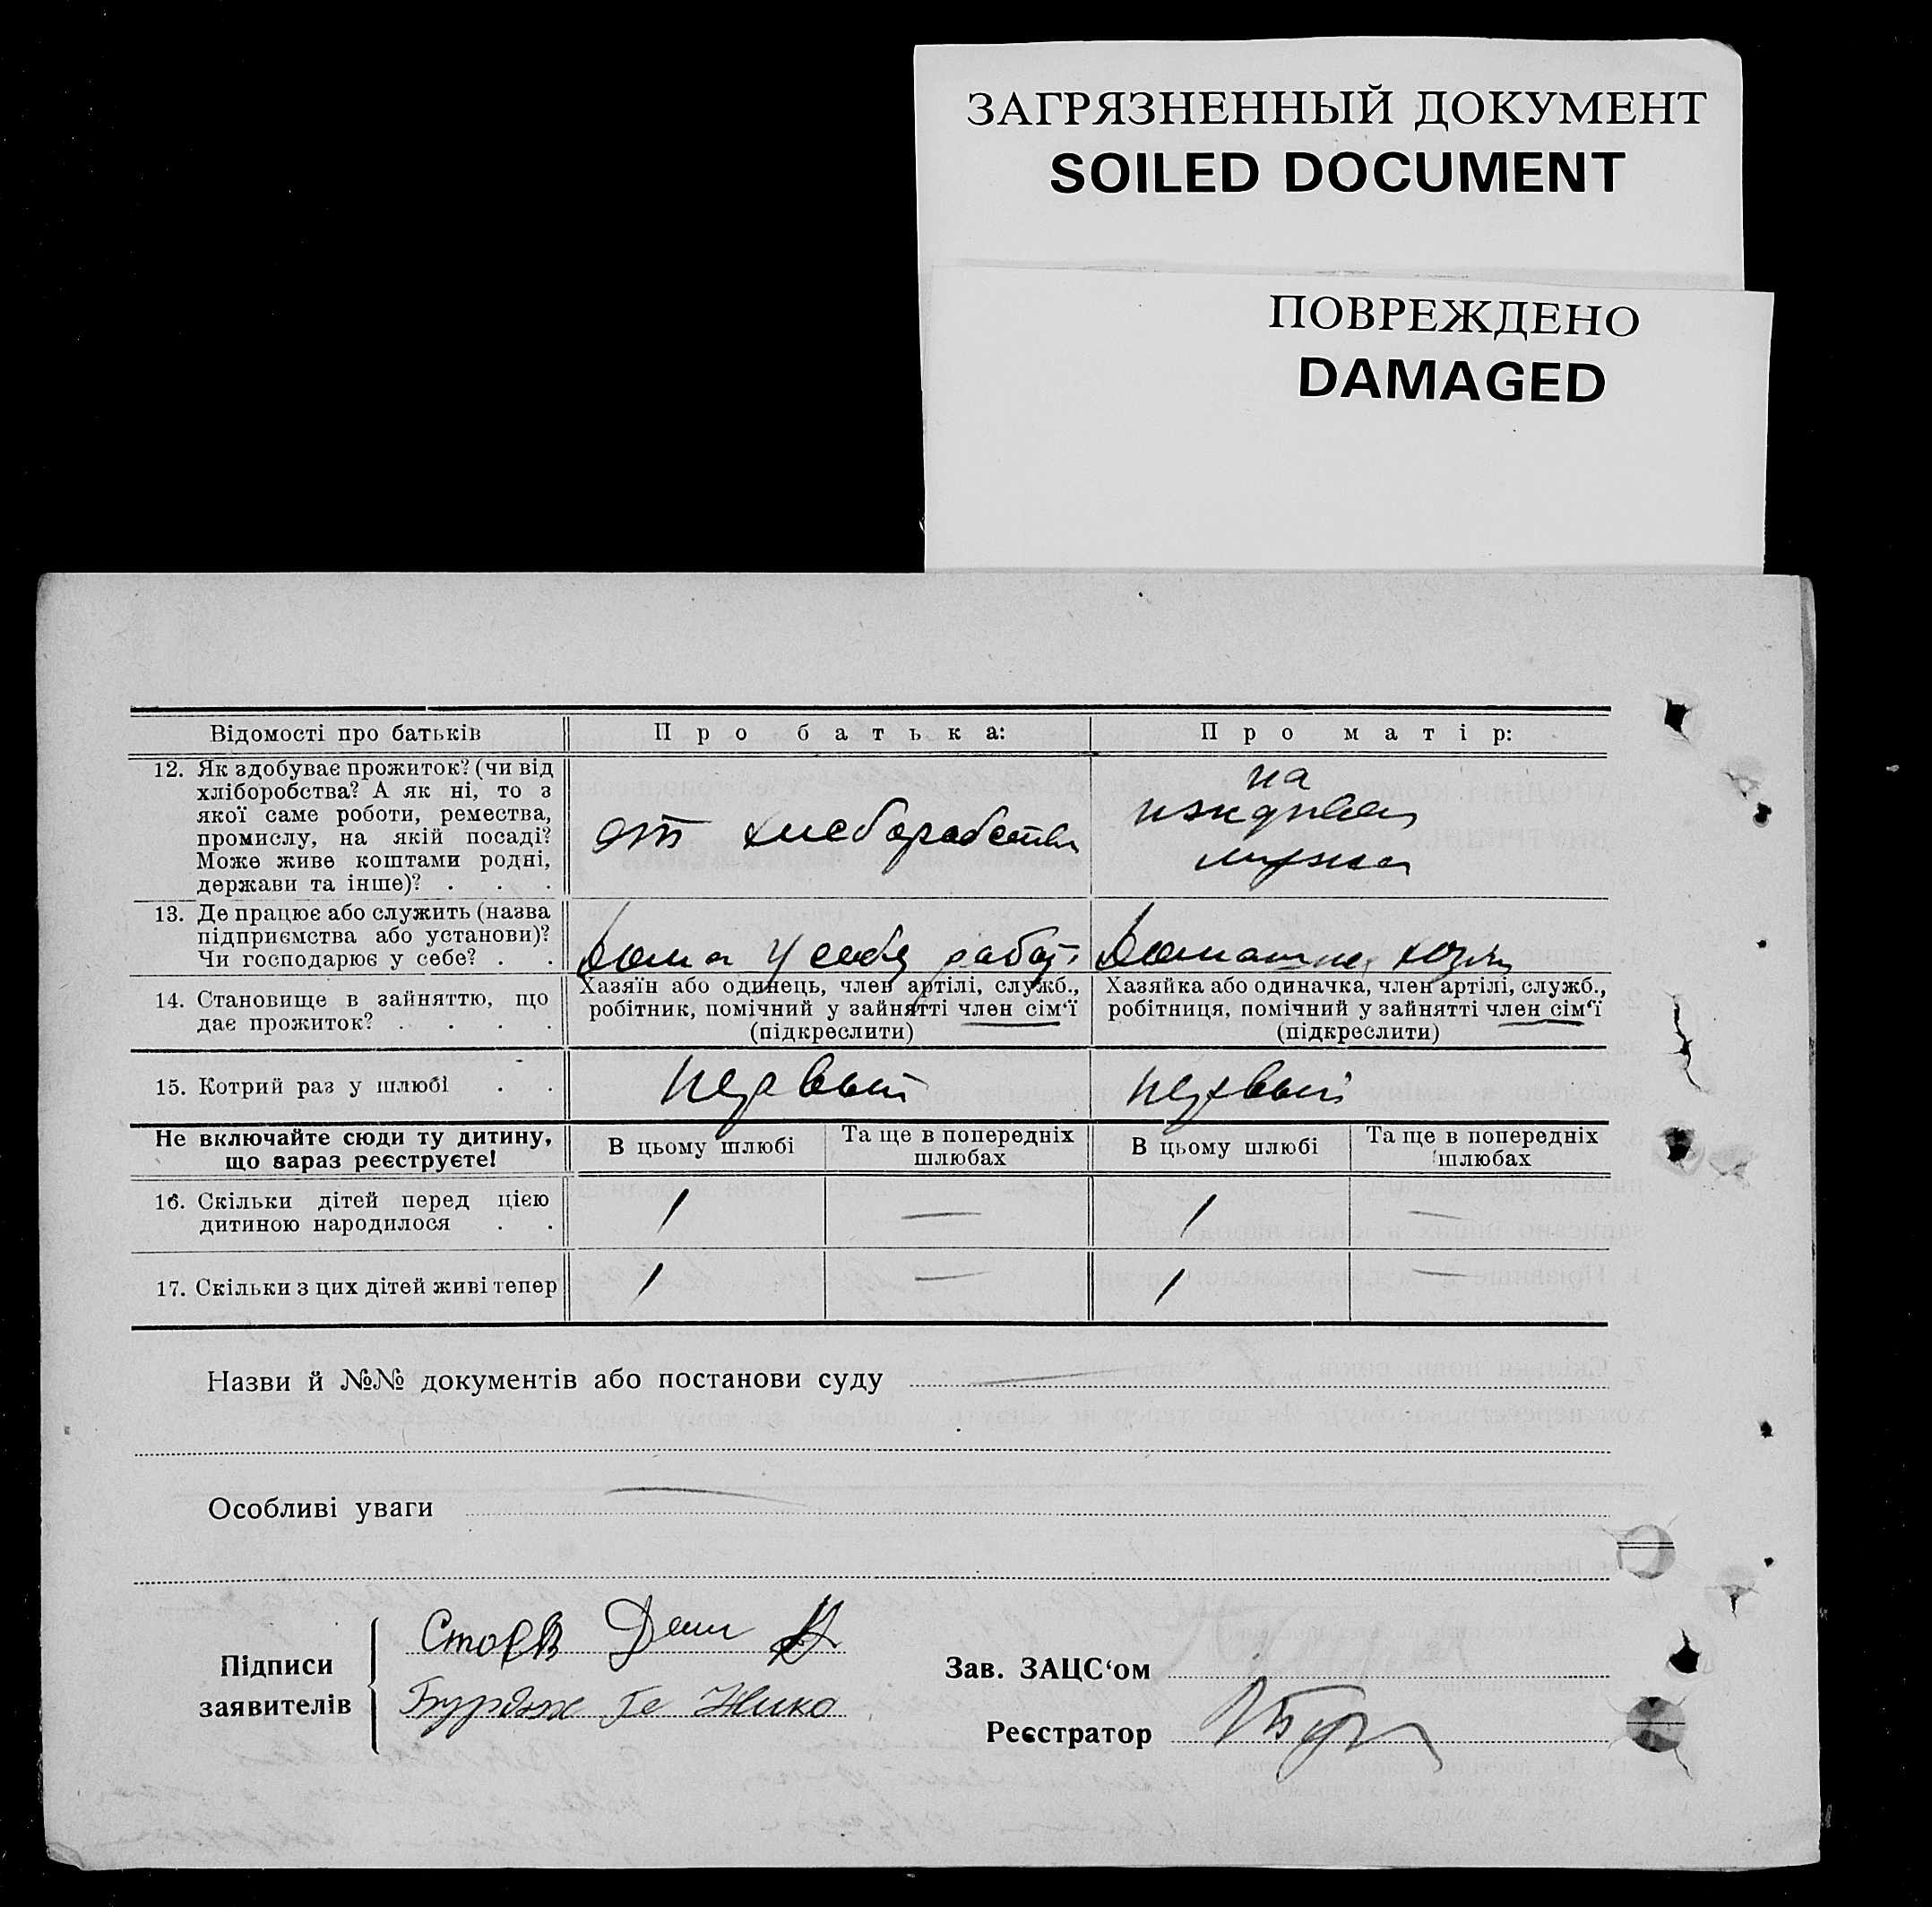 ЗАГРЯЗНЕННЫЙ ДОКУМЕНТ
SOILED DOCUMENT
ПОВРЕЖДЕНО
DAMAGED
Відомості про батьків
Про батька:
Про матір:
12. Як здобуває прожиток? (чи від
хліборобства? А як ні, то з
якої саме роботи, ремества,
промислу, на якій посаді?
Може живе коштами родні,
держави та інше)? . . .
от хлеборобства
на
иждивен
мужа
13. Де працює або служить (назва
підприємства або установи)?
Чи господарює у себе? . .
Дома у себя работ.
Домашне хозяй
14. Становище в зайняттю, що
дає прожиток? . . . .
Хазяїн або одинець, член артілі, служб.,
робітник, помічний у зайнятті член сім‘ї
(підкреслити)
Хазяйка або одиначка, член артілі, служб.,
робітниця, помічний у зайнятті член сім‘ї
(підкреслити)
15. Котрий раз у шлюбі . .
первый
первый
Не включайте сюди ту дитину,
що зараз реєструєте!
В цьому шлюбі
Та ще в попередніх
шлюбах
В цьому шлюбі
Та ще в попередніх
шлюбах
16. Скільки дітей перед цією
дитиною народилося . .
1 — 1 —
17. Скільки з цих дітей живі тепер
1 — 1 —
Назви й №№ документів або постанови суду —
Особливі уваги —
Підписи
заявителів
Зав. ЗАЦС‘ом
Реєстратор